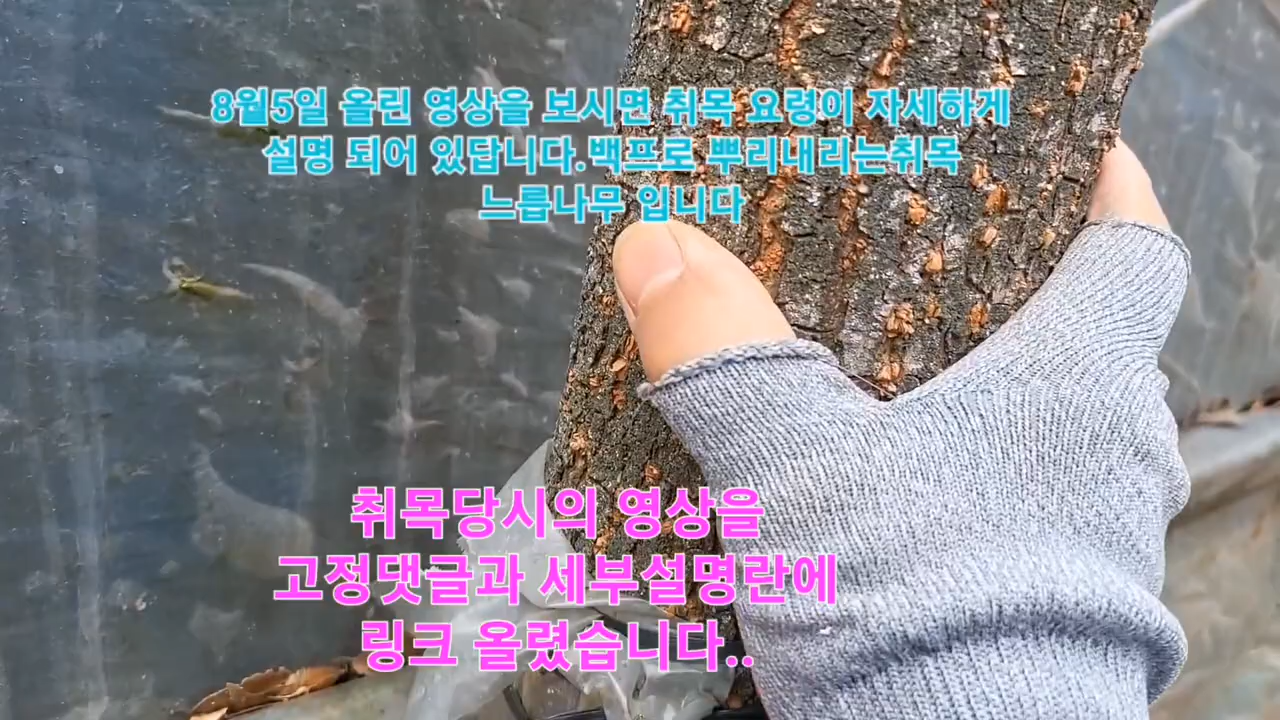 8월5일 올린 영상을 보시면 취목 요령이 자세하게
설명 되어 있답니다.백프로 뿌리내리는취목
느릅나무 입니다
취목당시의 영상을
고정댓글과 세부설명란에
링크 올렸습니다..